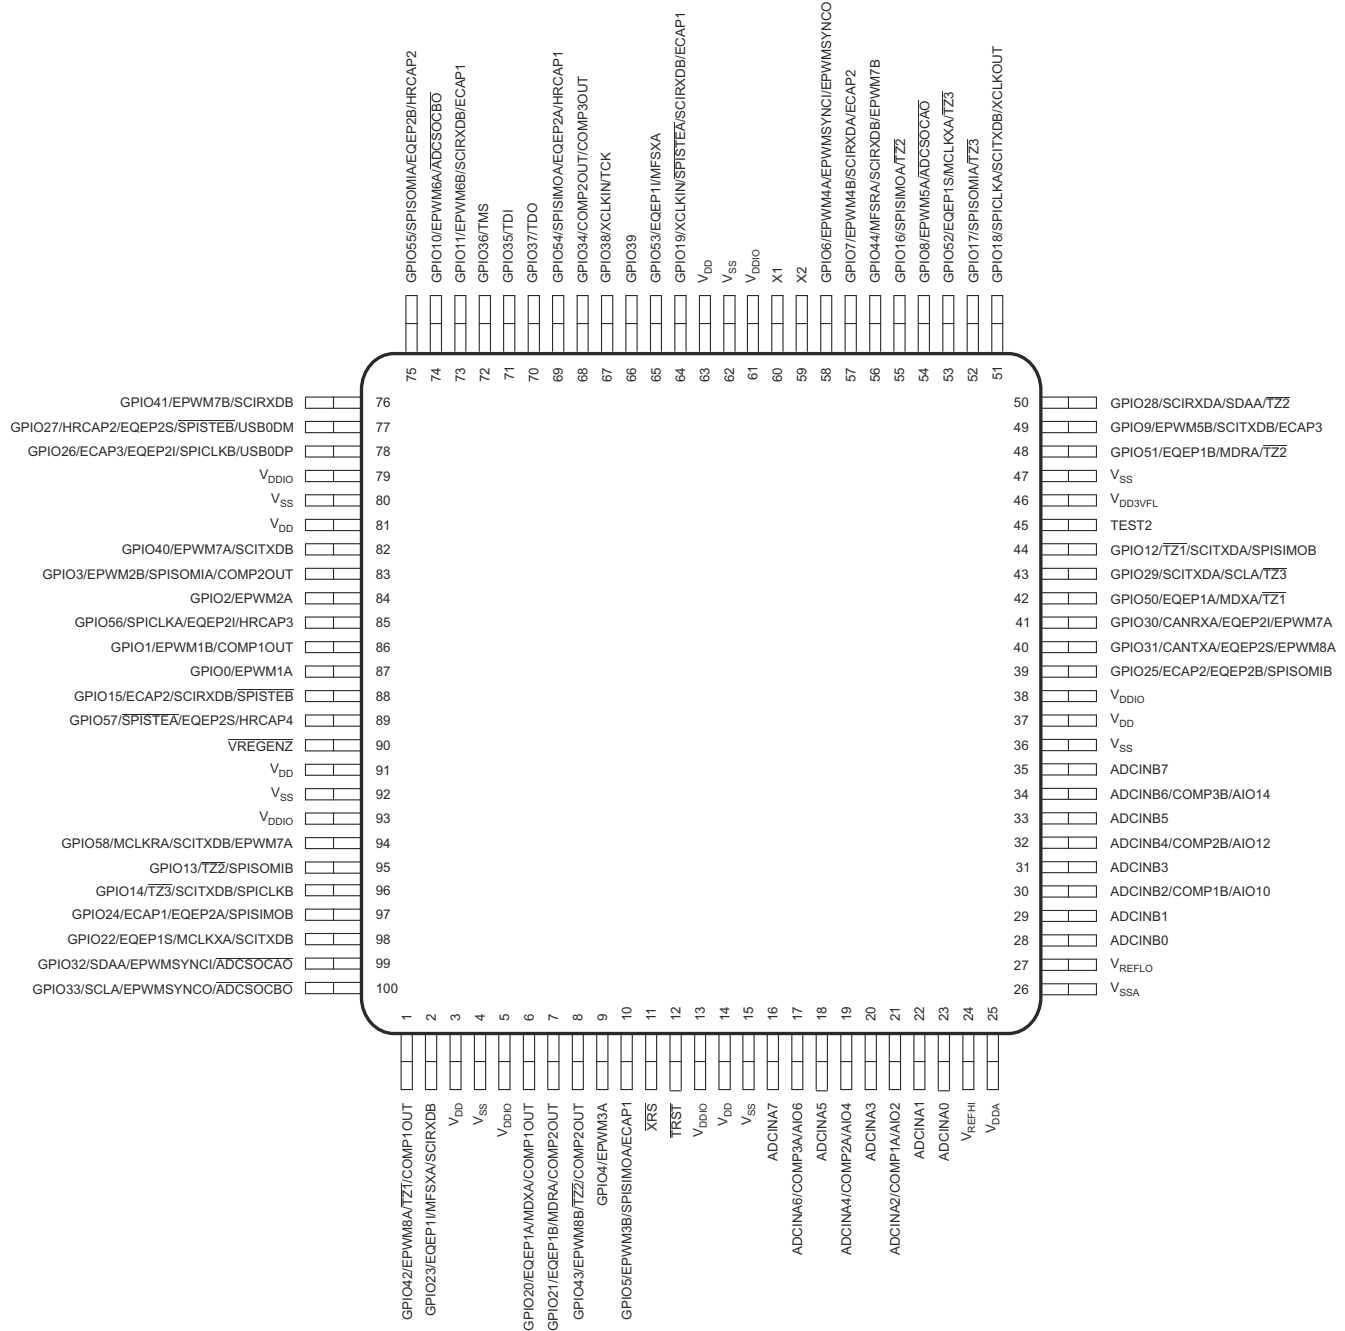 GPIO55/SPISOMIA/EQEP2B/HRCAP2
GPIO10/EPWM6A/ADCSOCBO
GPIO11/EPWM6B/SCIRXDB/ECAP1
GPIO36/TMS
GPIO35/TDI
GPIO37/TDO
GPIO54/SPISIMOA/EQEP2A/HRCAP1
GPIO34/COMP2OUT/COMP3OUT
GPIO38/XCLKIN/TCK
GPIO39
GPIO53/EQEP1I/MFSXA
GPIO19/XCLKIN/SPISTEA/SCIRXDB/ECAP1
VDD
VSS
VDDIO
X1
X2
GPIO6/EPWM4A/EPWMSYNCI/EPWMSYNCO
GPIO7/EPWM4B/SCIRXDA/ECAP2
GPIO44/MFSRA/SCIRXDB/EPWM7B
GPIO16/SPISIMOA/TZ2
GPIO8/EPWM5A/ADCSOCAO
GPIO52/EQEP1S/MCLKXA/TZ3
GPIO17/SPISOMIA/TZ3
GPIO18/SPICLKA/SCITXDB/XCLKOUT
75 74 73 72 71 70 69 68 67 66 65 64 63 62 61 60 59 58 57 56 55 54 53 52 51
GPIO41/EPWM7B/SCIRXDB 76
GPIO27/HRCAP2/EQEP2S/SPISTEB/USB0DM 77
GPIO26/ECAP3/EQEP2I/SPICLKB/USB0DP 78
VDDIO 79
VSS 80
VDD 81
GPIO40/EPWM7A/SCITXDB 82
GPIO3/EPWM2B/SPISOMIA/COMP2OUT 83
GPIO2/EPWM2A 84
GPIO56/SPICLKA/EQEP2I/HRCAP3 85
GPIO1/EPWM1B/COMP1OUT 86
GPIO0/EPWM1A 87
GPIO15/ECAP2/SCIRXDB/SPISTEB 88
GPIO57/SPISTEA/EQEP2S/HRCAP4 89
VREGENZ 90
VDD 91
VSS 92
VDDIO 93
GPIO58/MCLKRA/SCITXDB/EPWM7A 94
GPIO13/TZ2/SPISOMIB 95
GPIO14/TZ3/SCITXDB/SPICLKB 96
GPIO24/ECAP1/EQEP2A/SPISIMOB 97
GPIO22/EQEP1S/MCLKXA/SCITXDB 98
GPIO32/SDAA/EPWMSYNCI/ADCSOCAO 99
GPIO33/SCLA/EPWMSYNCO/ADCSOCBO 100
50 GPIO28/SCIRXDA/SDAA/TZ2
49 GPIO9/EPWM5B/SCITXDB/ECAP3
48 GPIO51/EQEP1B/MDRA/TZ2
47 VSS
46 VDD3VFL
45 TEST2
44 GPIO12/TZ1/SCITXDA/SPISIMOB
43 GPIO29/SCITXDA/SCLA/TZ3
42 GPIO50/EQEP1A/MDXA/TZ1
41 GPIO30/CANRXA/EQEP2I/EPWM7A
40 GPIO31/CANTXA/EQEP2S/EPWM8A
39 GPIO25/ECAP2/EQEP2B/SPISOMIB
38 VDDIO
37 VDD
36 VSS
35 ADCINB7
34 ADCINB6/COMP3B/AIO14
33 ADCINB5
32 ADCINB4/COMP2B/AIO12
31 ADCINB3
30 ADCINB2/COMP1B/AIO10
29 ADCINB1
28 ADCINB0
27 VREFLO
26 VSSA
1 2 3 4 5 6 7 8 9 10 11 12 13 14 15 16 17 18 19 20 21 22 23 24 25
GPIO42/EPWM8A/TZ1/COMP1OUT
GPIO23/EQEP1I/MFSXA/SCIRXDB
VDD
VSS
VDDIO
GPIO20/EQEP1A/MDXA/COMP1OUT
GPIO21/EQEP1B/MDRA/COMP2OUT
GPIO43/EPWM8B/TZ2/COMP2OUT
GPIO4/EPWM3A
GPIO5/EPWM3B/SPISIMOA/ECAP1
XRS
TRST
VDDIO
VDD
VSS
ADCINA7
ADCINA6/COMP3A/AIO6
ADCINA5
ADCINA4/COMP2A/AIO4
ADCINA3
ADCINA2/COMP1A/AIO2
ADCINA1
ADCINA0
VREFHI
VDDA